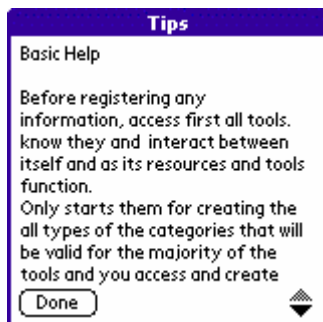 Tips
Basic Help
Before registering any
information, access first all tools.
know they and interact between
itself and as its resources and tools
function.
Only starts them for creating the
all types of the categories that will
be valid for the majority of the
tools and you access and create
Done